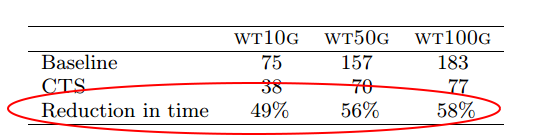 WT10G WT50G WT100G
Baseline 75 157 183
CTS 38 70 77
Reduction in time 49% 56% 58%